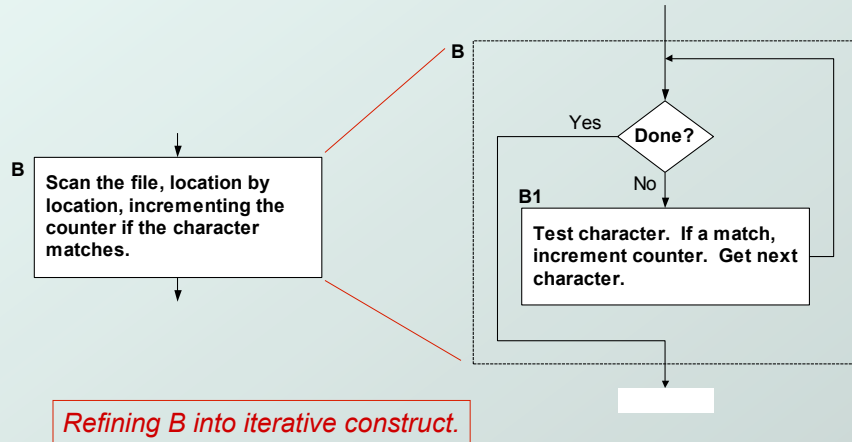 B
Scan the file, location by
location, incrementing the
counter if the character
matches.
B
Done?
Yes
No
B1
Test character.  If a match,
increment counter.  Get next
character.
Refining B into iterative construct.